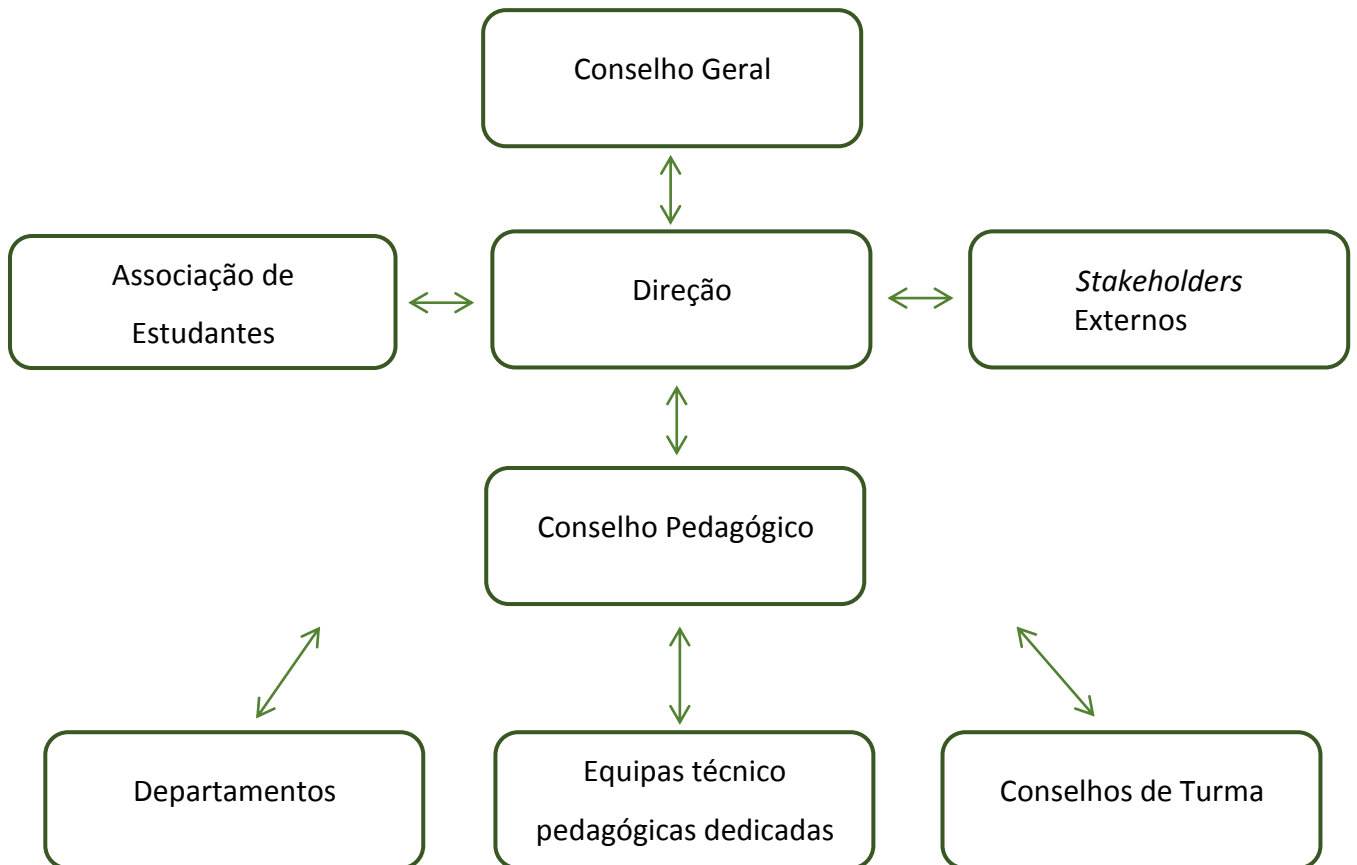 Conselho Geral
Associação de
Estudantes
Direção
Stakeholders
Externos
Conselho Pedagógico
Departamentos
Equipas técnico
pedagógicas dedicadas
Conselhos de Turma